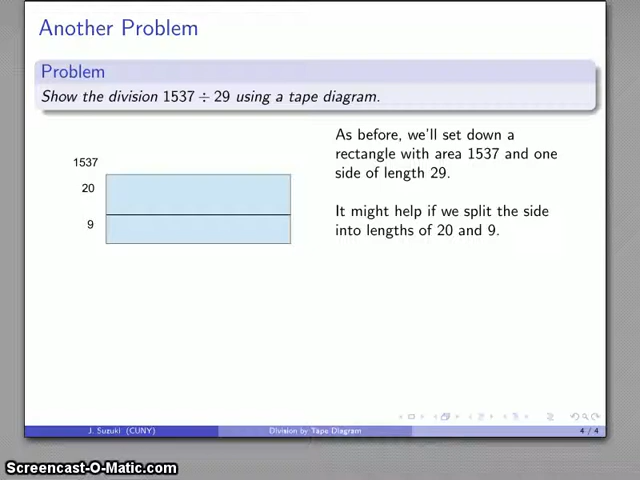 Another Problem
Problem
Show the division 1537 ÷ 29 using a tape diagram.
As before, we'll set down a
rectangle with area 1537 and one
side of length 29.
It might help if we split the side
into lengths of 20 and 9.
1537
20
9
J. Suzuki (CUNY)
Division by Tape Diagram
4 / 4
Screencast-O-Matic.com